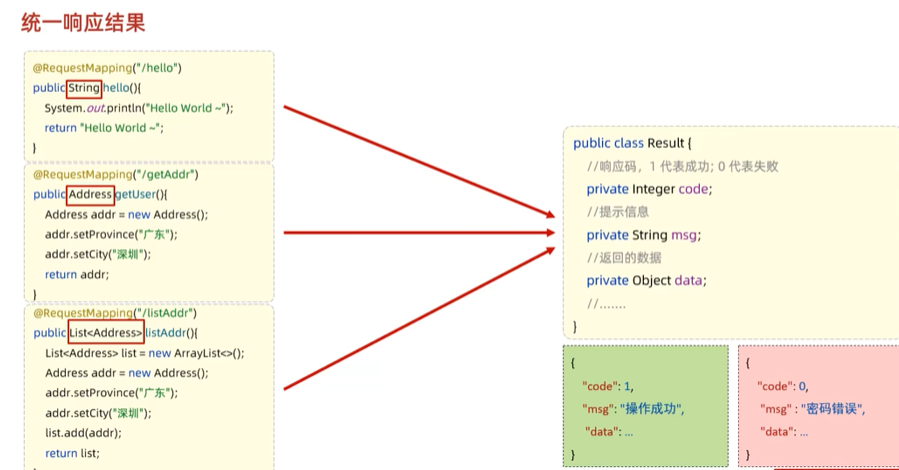 统一响应结果
@RequestMapping("/hello")
public String hello(){
System.out.println("Hello World ~");
return "Hello World ~";
}
@RequestMapping("/getAddr")
public Address getUser(){
Address addr = new Address();
addr.setProvince("广东");
addr.setCity("深圳");
return addr;
}
@RequestMapping("/listAddr")
public List<Address> listAddr(){
List<Address> list = new ArrayList<>();
Address addr = new Address();
addr.setProvince("广东");
addr.setCity("深圳");
list.add(addr);
return list;
public class Result {
//响应码，1 代表成功; 0 代表失败
private Integer code;
//提示信息
private String msg;
//返回的数据
private Object data;
//.......
}
{
"code": 1,
"msg": "操作成功",
"data": ...
}
{
"code": 0,
"msg" : "密码错误",
"data": ...
}